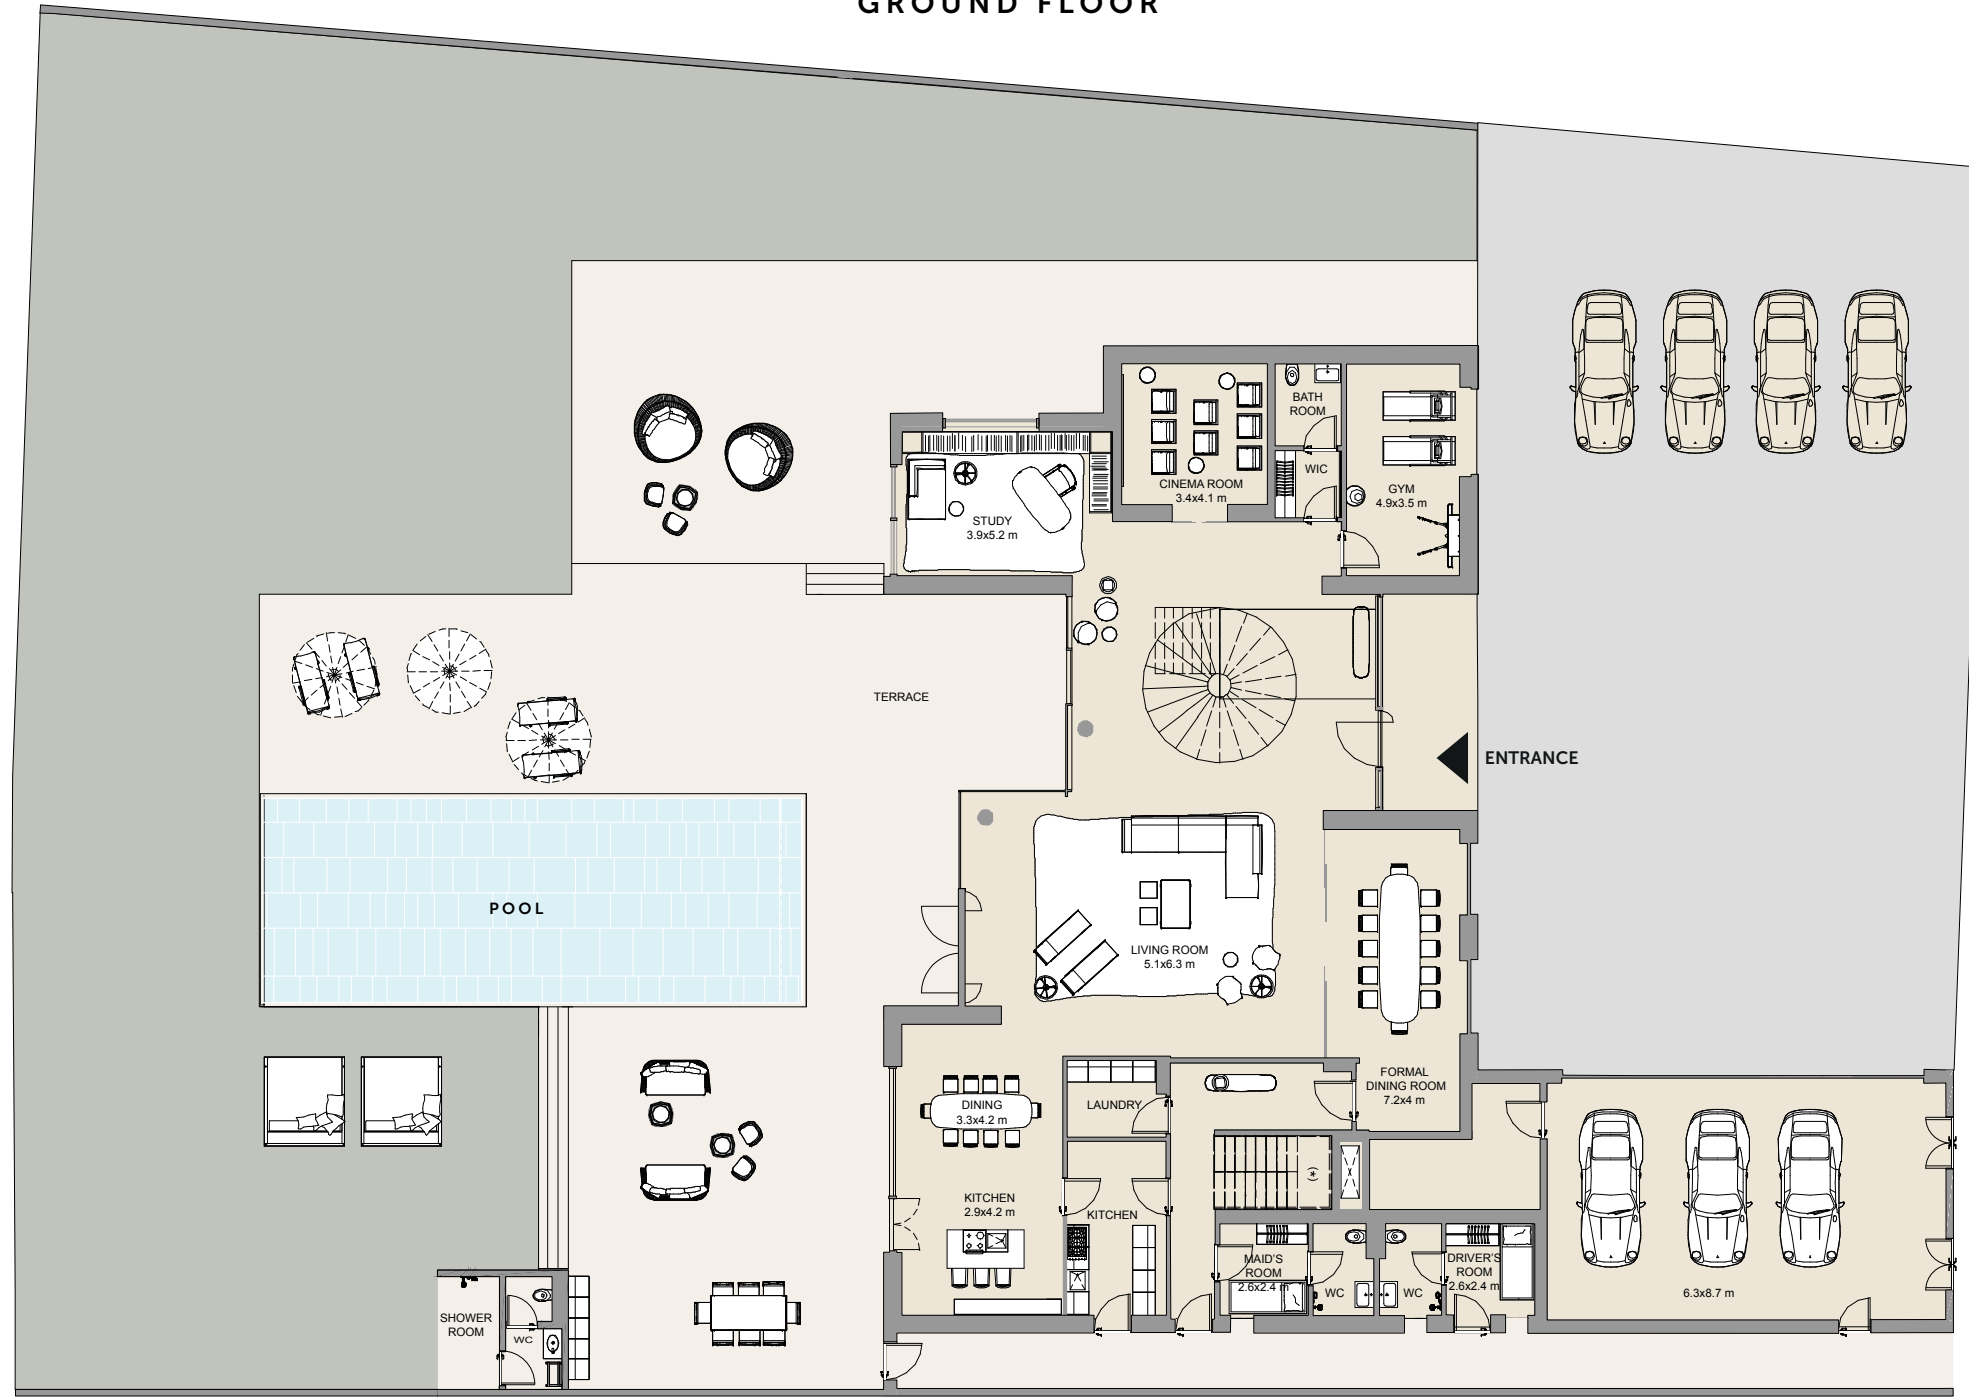 GROUND FLOOR
BATH
ROOM
CINEMA ROOM
3.4x4.1 m
WIC
GYM
4.9x3.5 m
STUDY
3.9x5.2 m
TERRACE
ENTRANCE
POOL
LIVING ROOM
5.1x6.3 m
FORMAL
DINING ROOM
7.2x4 m
DINING
3.3x4.2 m
LAUNDRY
KITCHEN
2.9x4.2 m
KITCHEN
(*)
MAID'S
ROOM
2.6x2.4 m
WC
WC
DRIVER'S
ROOM
2.6x2.4 m
6.3x8.7 m
SHOWER
ROOM
WC